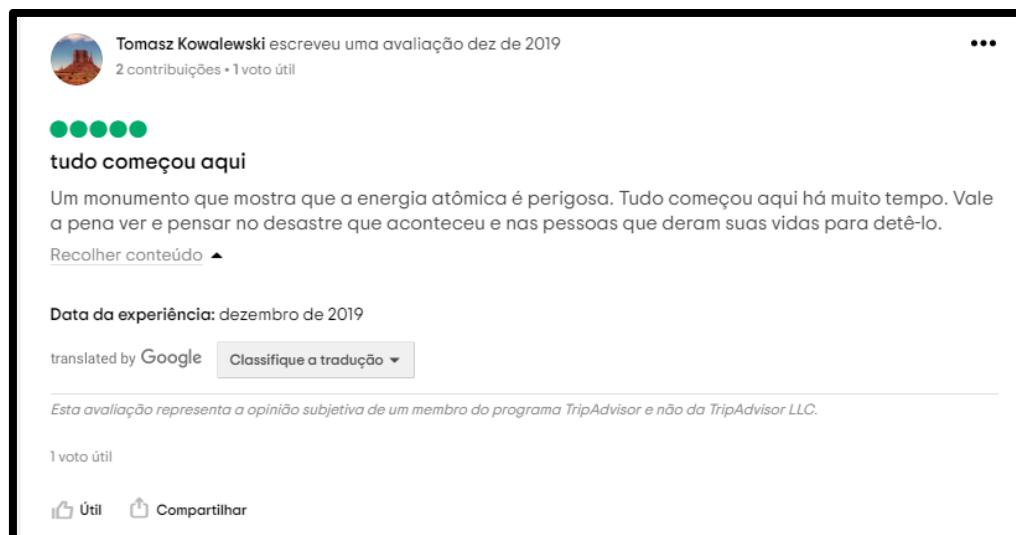 Tomasz Kowalewski escreveu uma avaliação dez de 2019
2 contribuições • 1 voto útil
tudo começou aqui
Um monumento que mostra que a energia atômica é perigosa. Tudo começou aqui há muito tempo. Vale
a pena ver e pensar no desastre que aconteceu e nas pessoas que deram suas vidas para detê-lo.
Recolher conteúdo
Data da experiência: dezembro de 2019
translated by Google Classifique a tradução
Esta avaliação representa a opinião subjetiva de um membro do programa TripAdvisor e não da TripAdvisor LLC.
1 voto útil
Útil Compartilhar